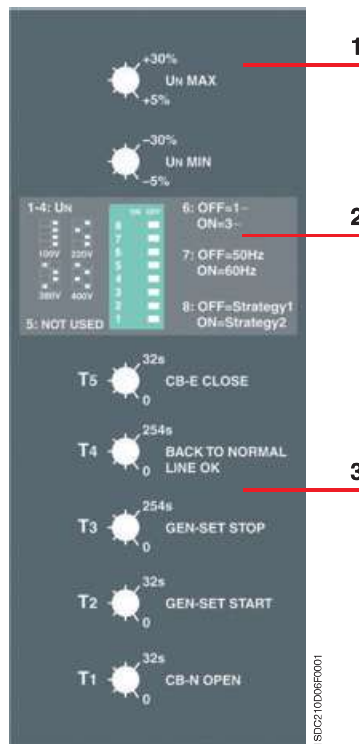 +30%
UN MAX
+5%
1
-30%
UN MIN
-5%
1-4: UN
100V 220V
380V 400V
5: NOT USED
ON OFF
8
7
6
5
4
3
2
1
6: OFF=1~
ON=3~
7: OFF=50Hz
ON=60Hz
8: OFF=Strategy1
ON=Strategy2
2
T5
32s
0
CB-E CLOSE
T4
254s
0
BACK TO NORMAL
LINE OK
3
T3
254s
0
GEN-SET STOP
T2
32s
0
GEN-SET START
T1
32s
0
CB-N OPEN
SDC210D06F0001